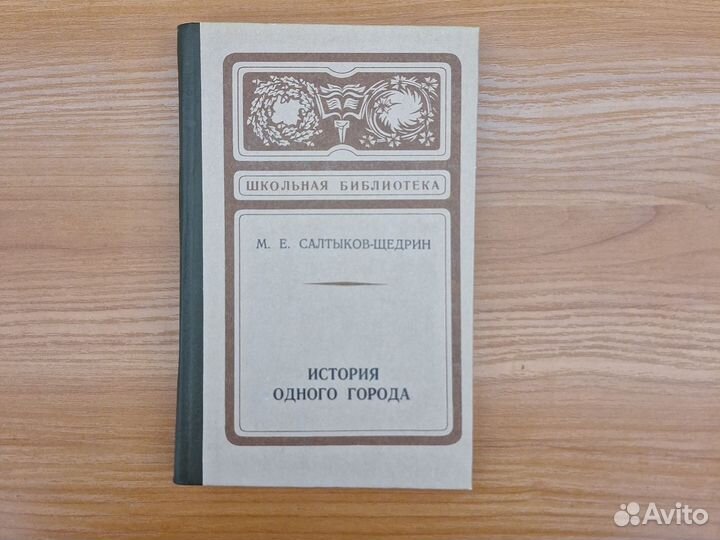 ШКОЛЬНАЯ БИБЛИОТЕКА
М. Е. САЛТЫКОВ-ЩЕДРИН
ИСТОРИЯ
ОДНОГО ГОРОДА
Avito